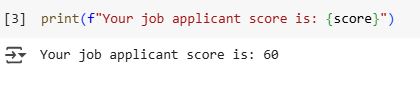 [3] print(f"Your job applicant score is: {score}")
Your job applicant score is: 60